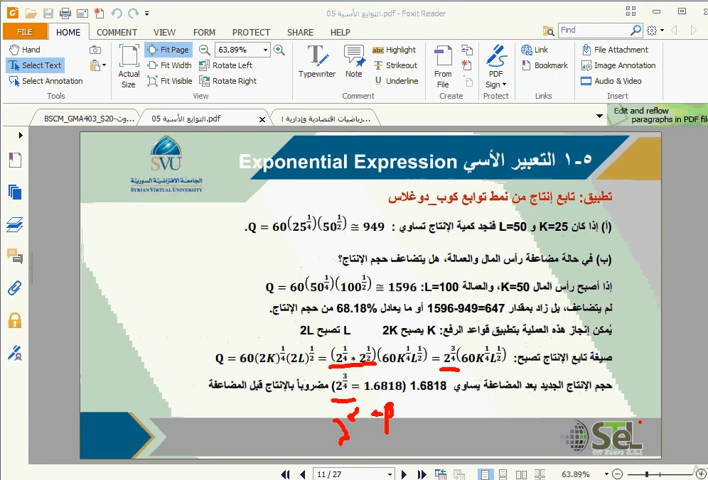 التوابع الأسية 05.pdf - Foxit Reader
FILE HOME COMMENT VIEW FORM PROTECT SHARE HELP Find
Hand
Select Text
Select Annotation
Tools
Actual Size
Fit Page
Fit Width
Fit Visible
63.89%
Rotate Left
Rotate Right
View
Typewriter
Note
Highlight
Strikeout
Underline
Comment
From File
Create
PDF Sign
Protect
Link
Bookmark
Links
File Attachment
Image Annotation
Audio & Video
Insert
التوابع الأسية 05.pdf
Edit and reflow
paragraphs in PDF
SVU
الجامعة الافتراضية السورية
SYRIAN VIRTUAL UNIVERSITY
٥-١ التعبير الأسي Exponential Expression
تطبيق: تابع إنتاج من نمط توابع كوب_دوغلاس
(أ) إذا كان K=25 و L=50 فنجد كمية الإنتاج تساوي : Q = 60(25^{1/4})(50^{1/2}) ≅ 949.
(ب) في حالة مضاعفة رأس المال والعمالة، هل يتضاعف حجم الإنتاج؟
إذا أصبح رأس المال K=50، والعمالة L=100: Q = 60(50^{1/4})(100^{1/2}) ≅ 1596
لم يتضاعف، بل زاد بمقدار 647=949-1596 أو ما يعادل 68.18% من حجم الإنتاج.
يُمكن إنجاز هذه العملية بتطبيق قواعد الرفع: K يصبح 2K L تصبح 2L
صيغة تابع الإنتاج تصبح: Q = 60(2K)^{1/4}(2L)^{1/2} = (2^{1/4} * 2^{1/2})(60K^{1/4}L^{1/2}) = 2^{3/4}(60K^{1/4}L^{1/2})
حجم الإنتاج الجديد بعد المضاعفة يساوي 1.6818 (2^{3/4} = 1.6818) مضروباً بالإنتاج قبل المضاعفة
SeL
11 / 27
63.89%